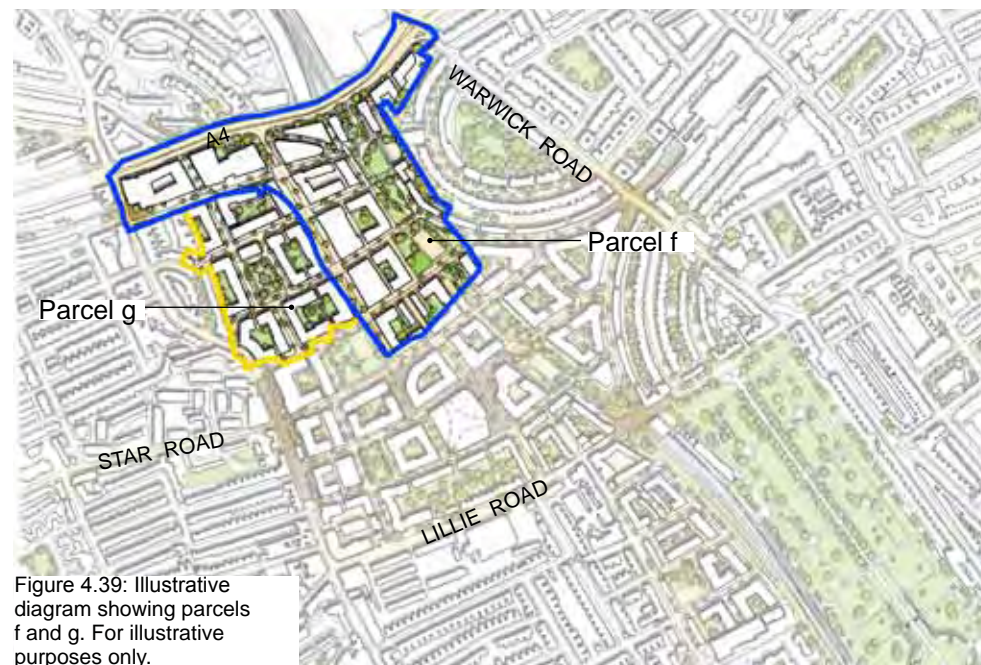 WARWICK ROAD
A4
Parcel f
Parcel g
STAR ROAD
LILLIE ROAD
Figure 4.39: Illustrative
diagram showing parcels
f and g. For illustrative
purposes only.